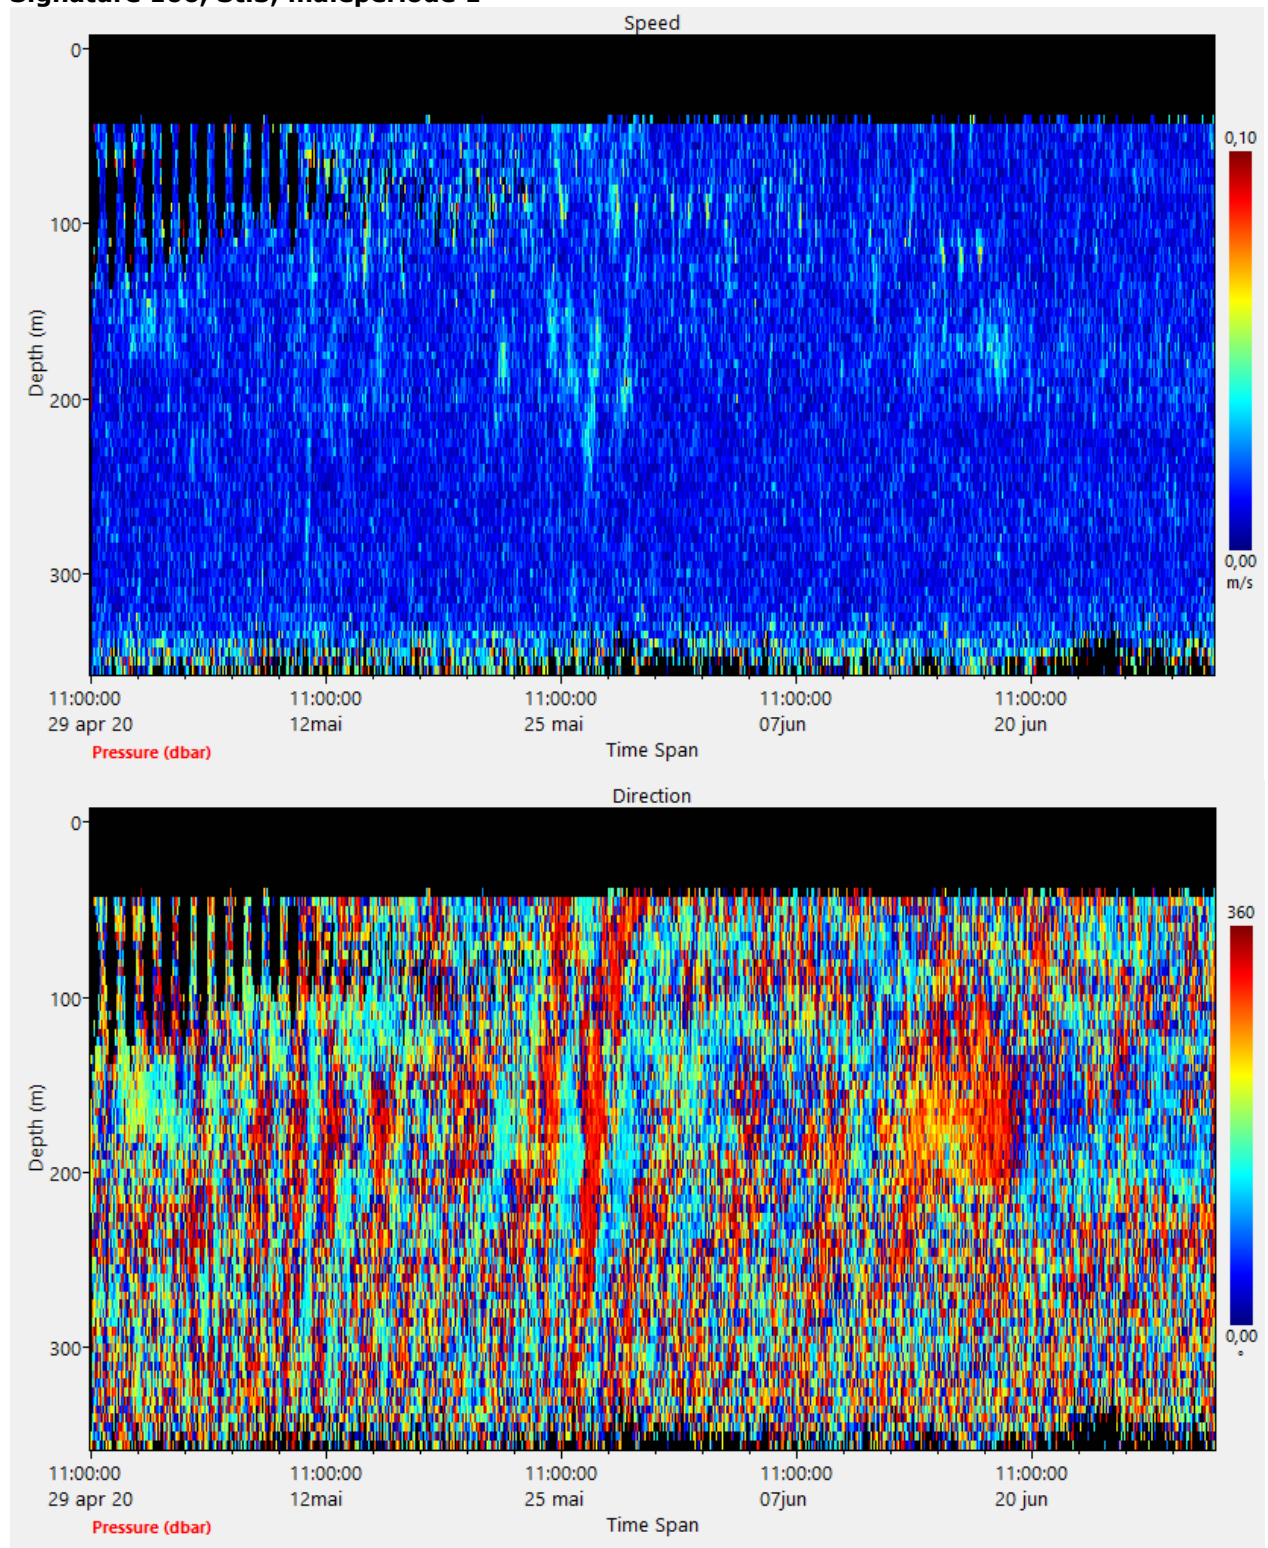 Speed
0
100
200
300
Depth (m)
0,10
0,00
m/s
11:00:00 11:00:00 11:00:00 11:00:00 11:00:00
29 apr 20 12mai 25 mai 07jun 20 jun
Pressure (dbar) Time Span
Direction
0
100
200
300
Depth (m)
360
0,00
°
11:00:00 11:00:00 11:00:00 11:00:00 11:00:00
29 apr 20 12mai 25 mai 07jun 20 jun
Pressure (dbar) Time Span